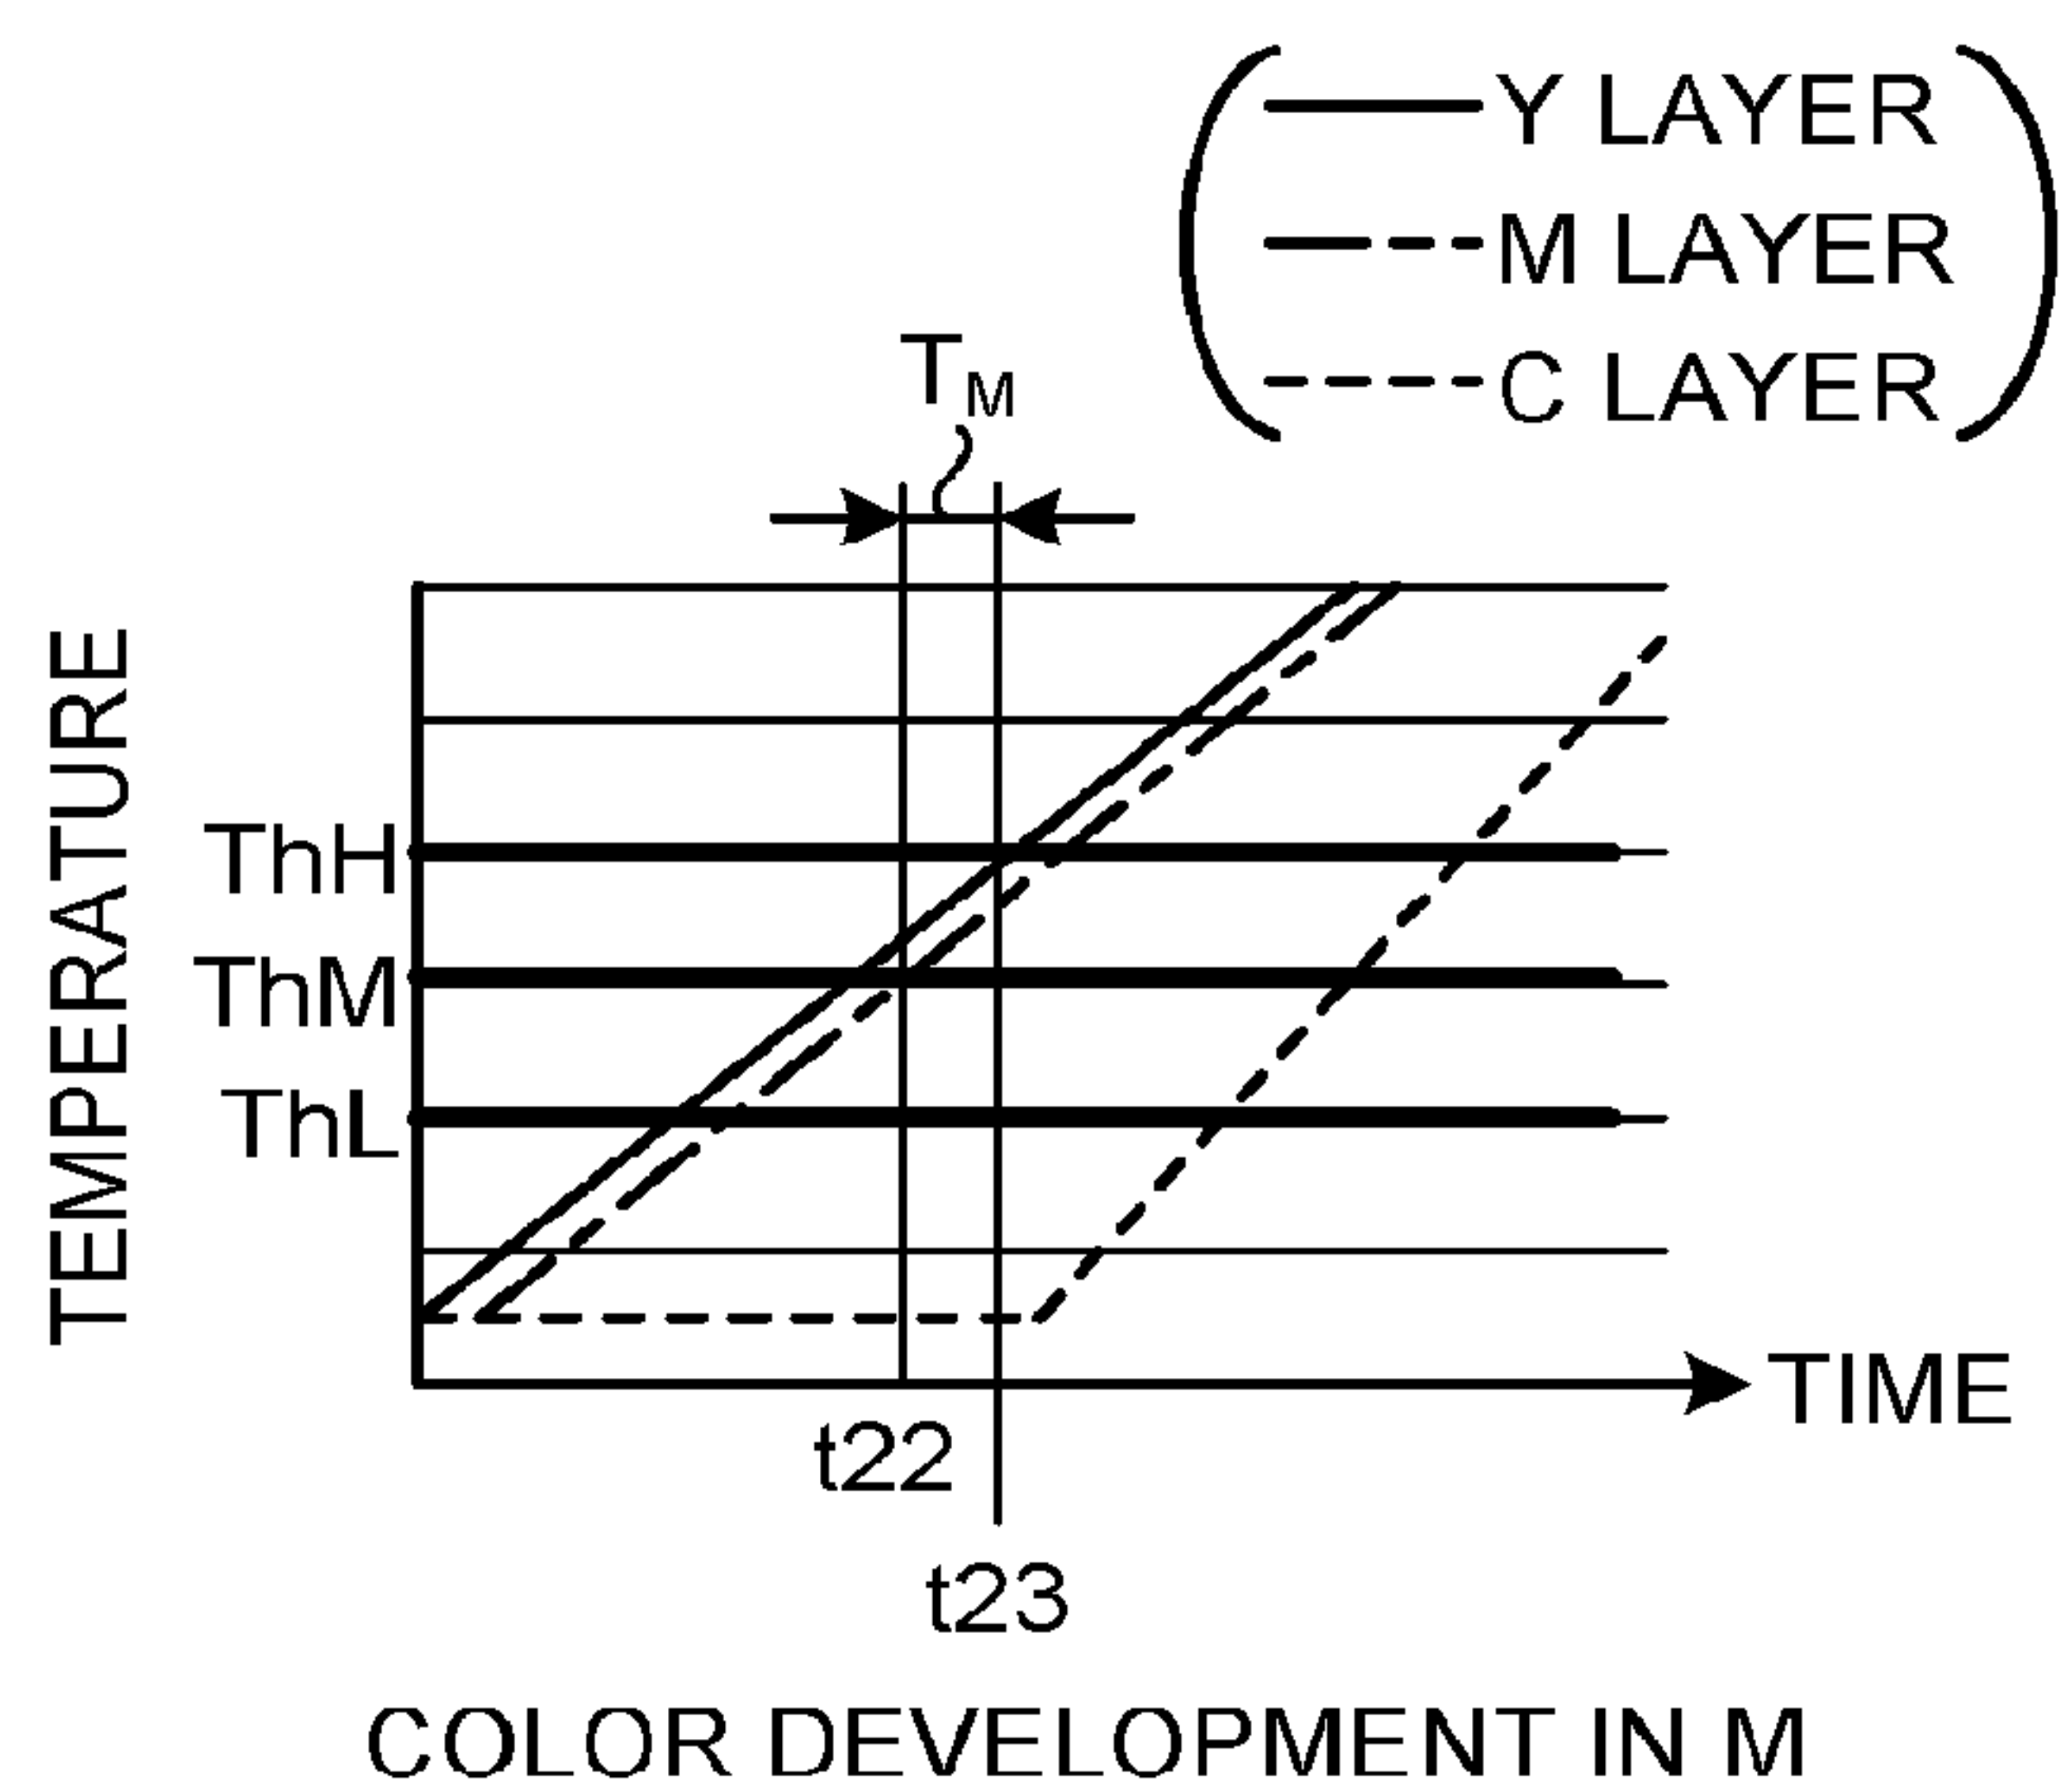 Y LAYER
M LAYER
C LAYER
TM
TEMPERATURE
ThH
ThM
ThL
TIME
t22
t23
COLOR DEVELOPMENT IN M